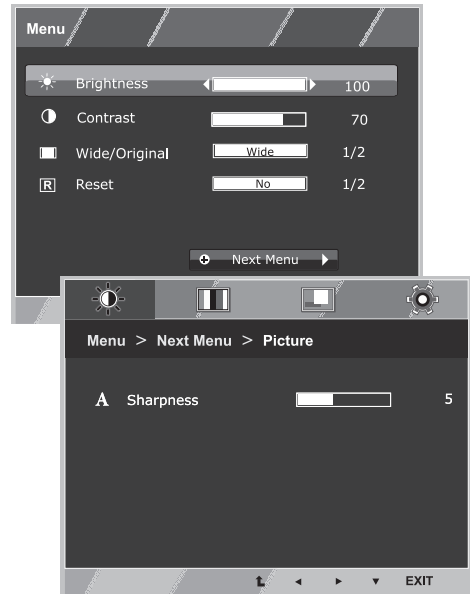 Menu
Brightness 100
Contrast 70
Wide/Original Wide 1/2
R Reset No 1/2
Next Menu
Menu > Next Menu > Picture
A Sharpness 5
EXIT